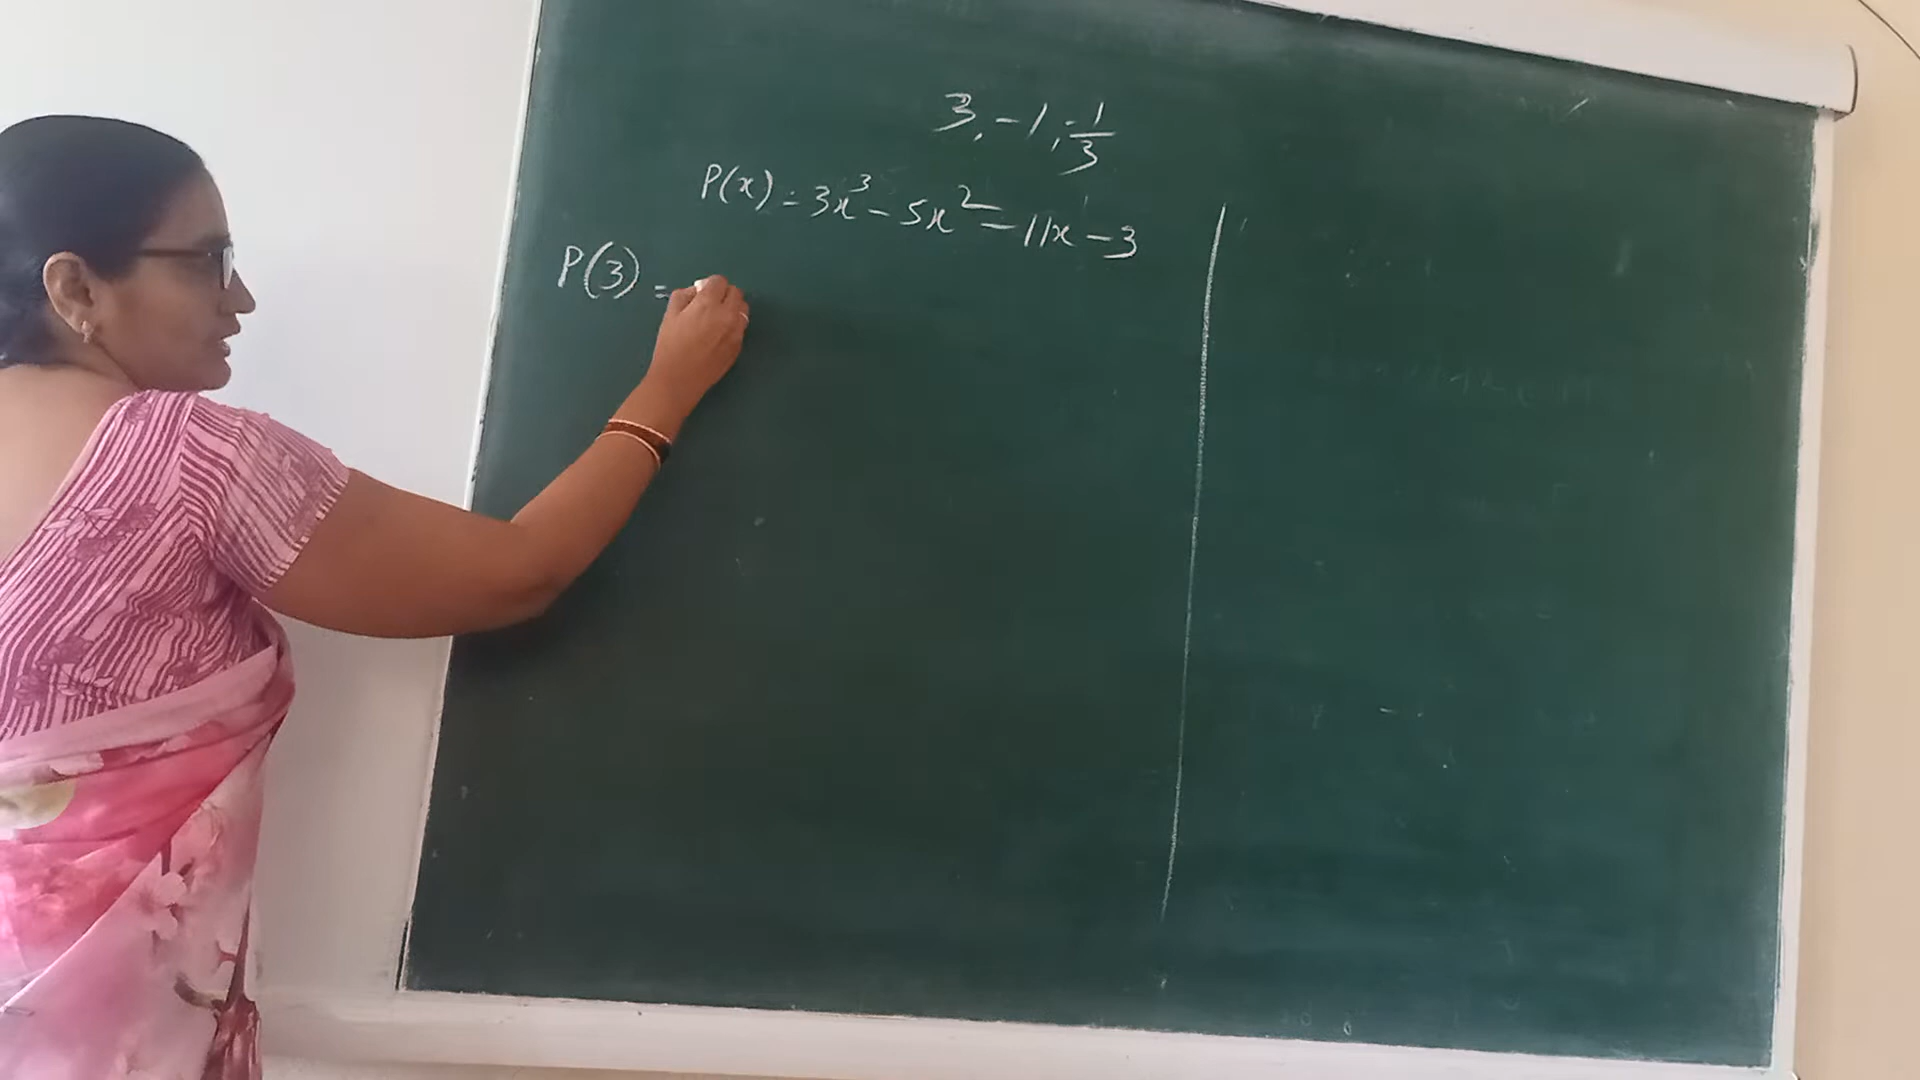 3, -1, -1/3
P(x) = 3x³ - 5x² - 11x - 3
P(3) =